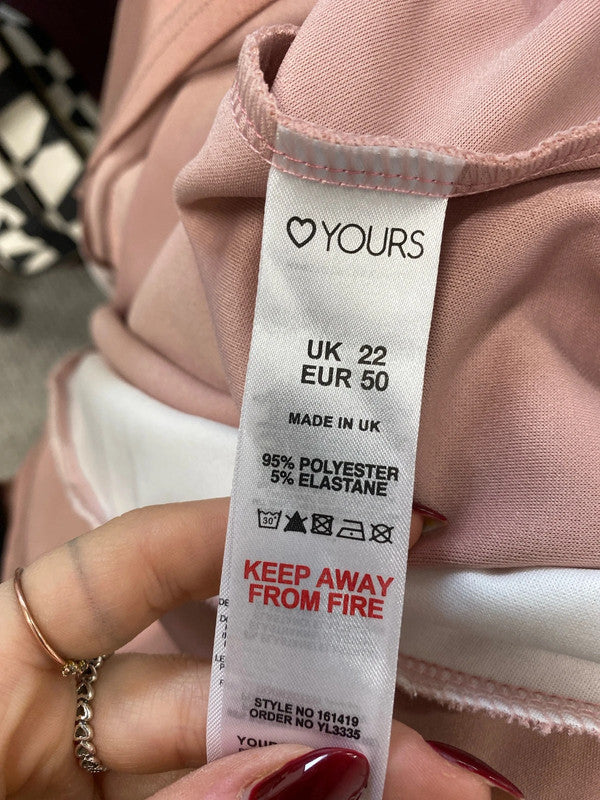 YOURS
UK 22
EUR 50
MADE IN UK
95% POLYESTER
5% ELASTANE
30°
KEEP AWAY
FROM FIRE
STYLE NO 161419
ORDER NO YL3335